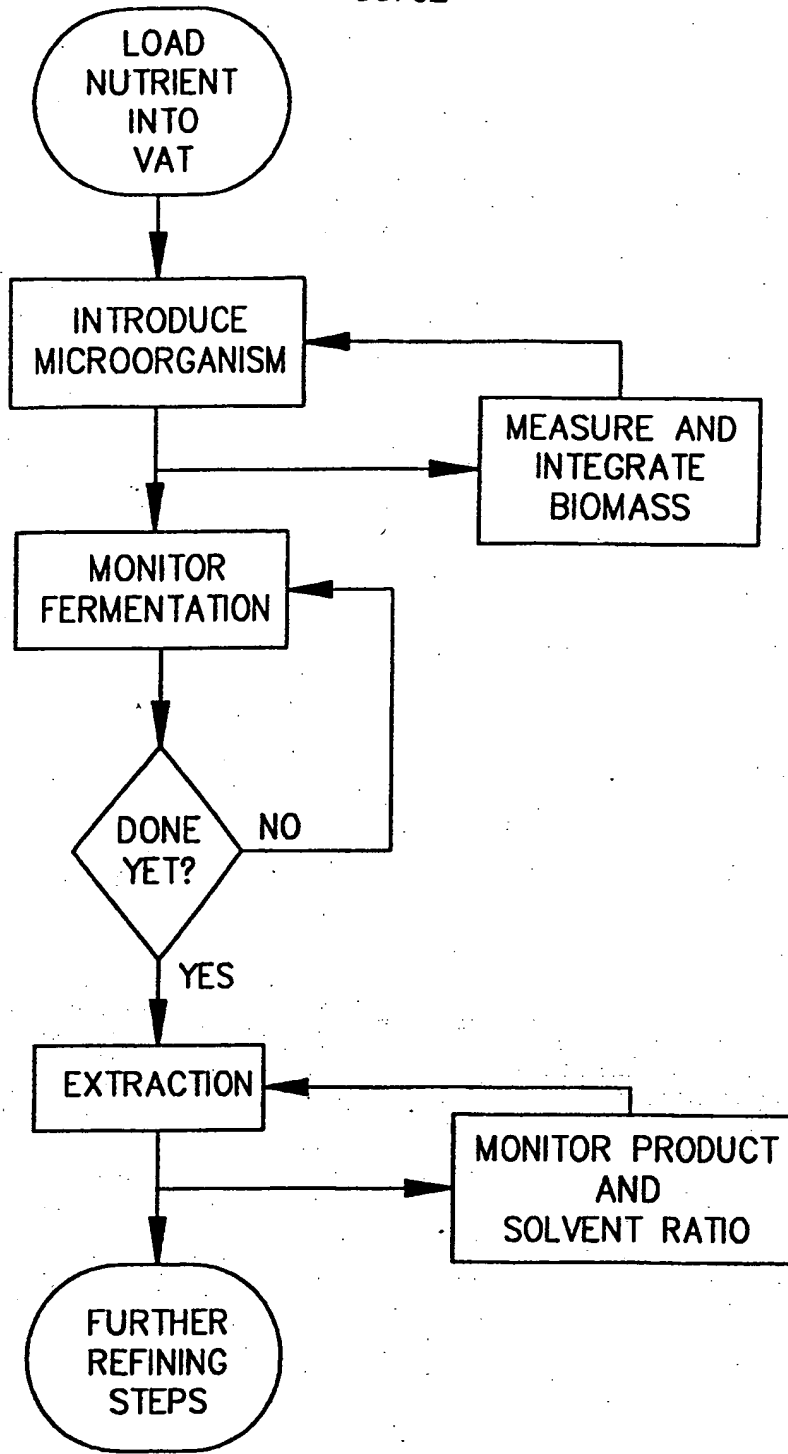 LOAD
NUTRIENT
INTO
VAT
INTRODUCE
MICROORGANISM
MEASURE AND
INTEGRATE
BIOMASS
MONITOR
FERMENTATION
DONE
YET?
NO
YES
EXTRACTION
MONITOR PRODUCT
AND
SOLVENT RATIO
FURTHER
REFINING
STEPS